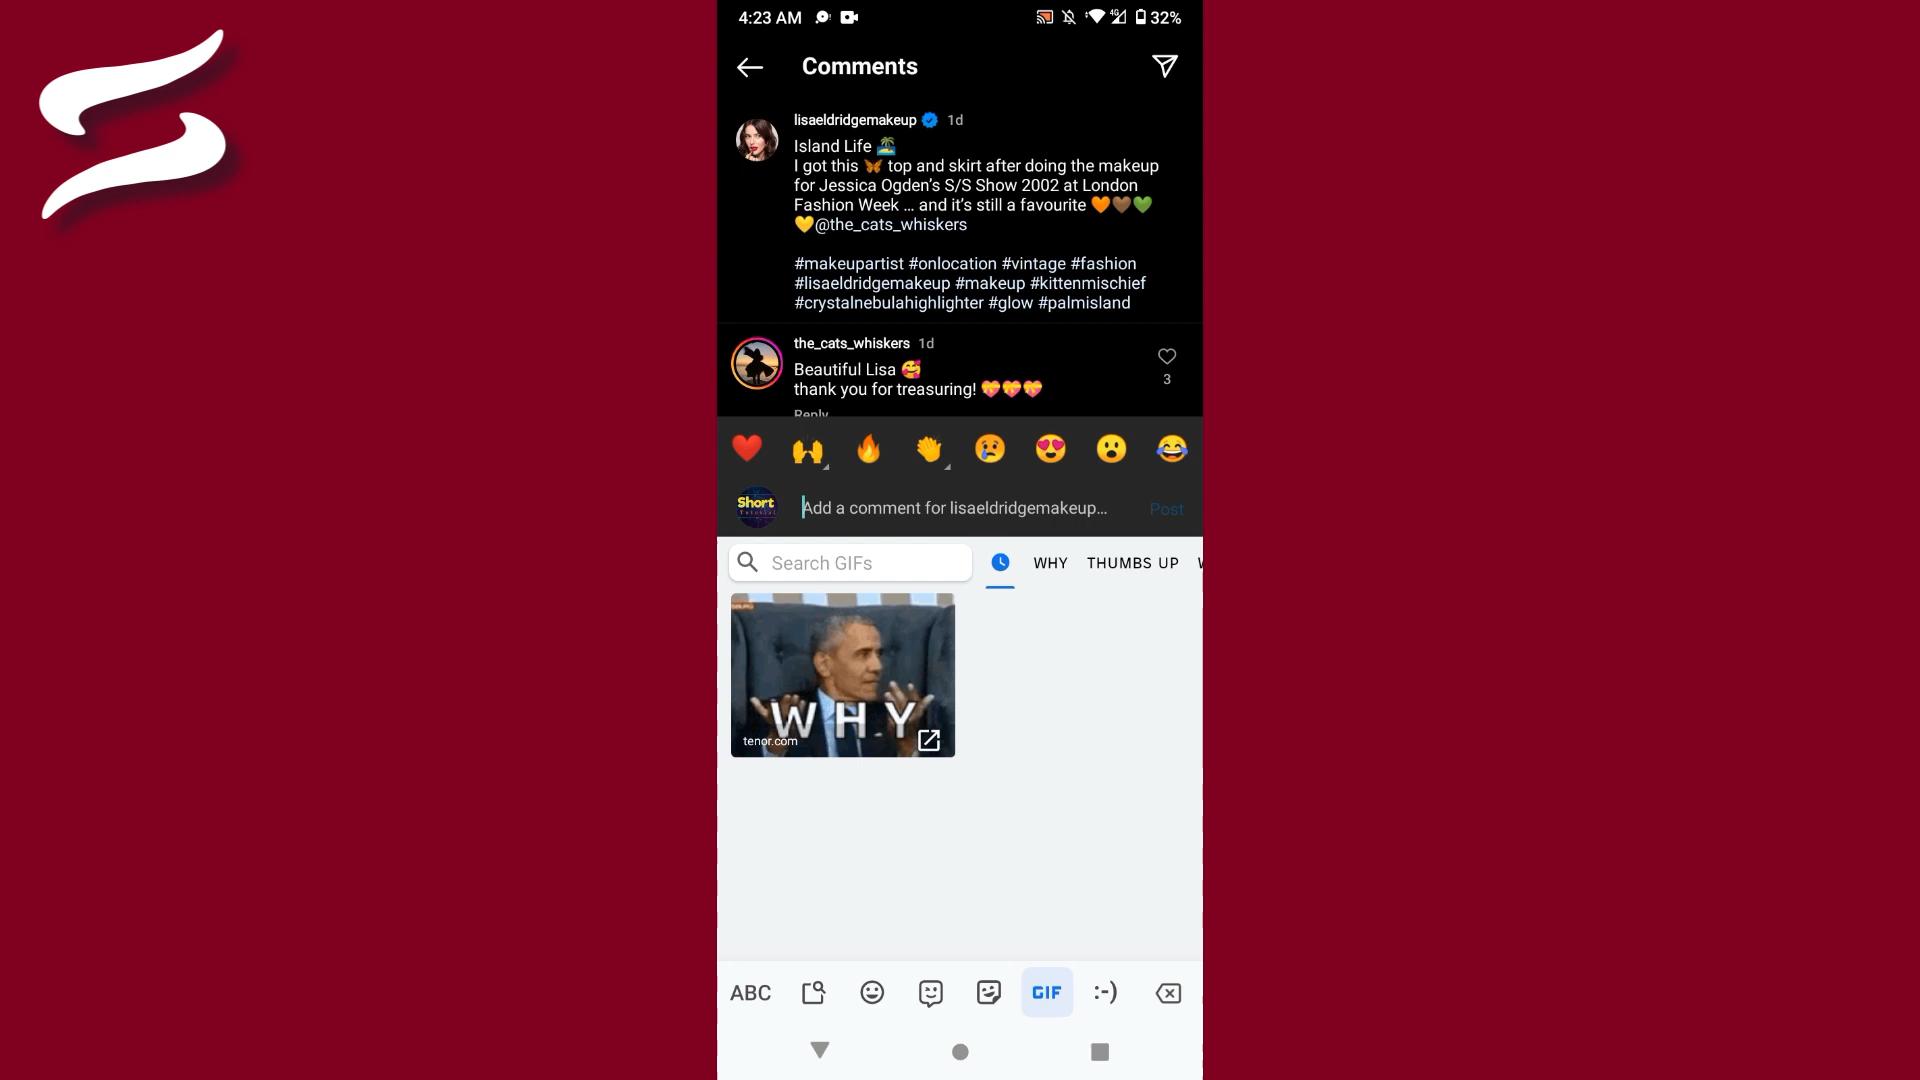 4:23 AM
4G
32%
Comments
lisaeldridgemakeup 1d
Island Life 🏝️
I got this 🦋 top and skirt after doing the makeup
for Jessica Ogden's S/S Show 2002 at London
Fashion Week ... and it's still a favourite 🧡🤎💚
💛@the_cats_whiskers
#makeupartist #onlocation #vintage #fashion
#lisaeldridgemakeup #makeup #kittenmischief
#crystalnebulahighlighter #glow #palmisland
the_cats_whiskers 1d
Beautiful Lisa 🥰
thank you for treasuring! 💝💝💝
3
Reply
Short
Tutorial
Add a comment for lisaeldridgemakeup...
Post
Search GIFs
WHY
THUMBS UP
WHY
tenor.com
ABC
GIF
:-)